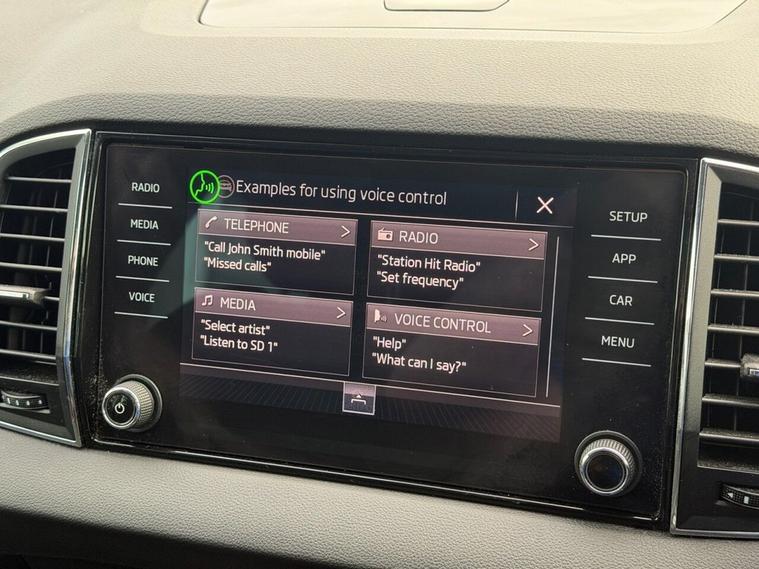 RADIO
MEDIA
PHONE
VOICE
Examples for using voice control
TELEPHONE
"Call John Smith mobile"
"Missed calls"
RADIO
"Station Hit Radio"
"Set frequency"
MEDIA
"Select artist"
"Listen to SD 1"
VOICE CONTROL
"Help"
"What can I say?"
SETUP
APP
CAR
MENU